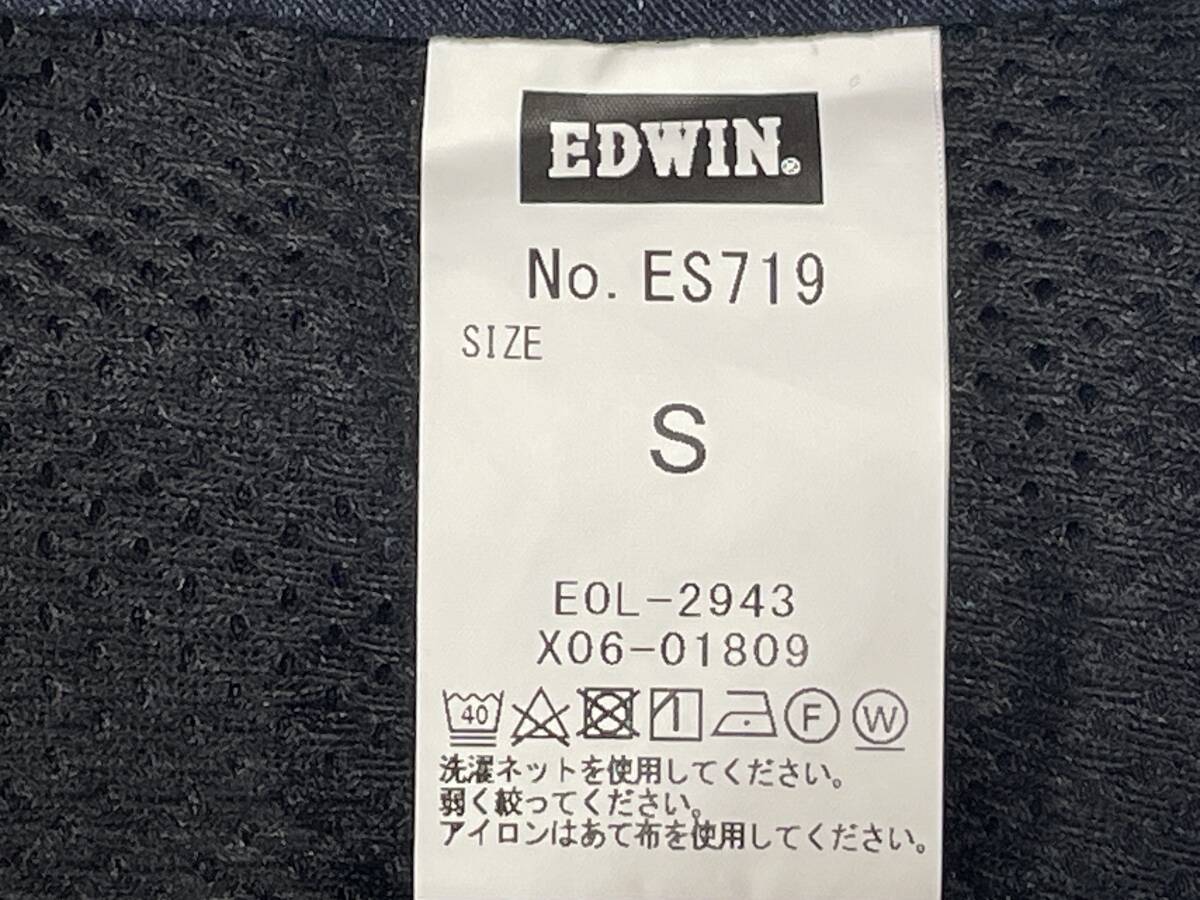 EDWIN®
No. ES719
SIZE
S
EOL-2943
X06-01809
40 F W
洗濯ネットを使用してください。
弱く絞ってください。
アイロンはあて布を使用してください。